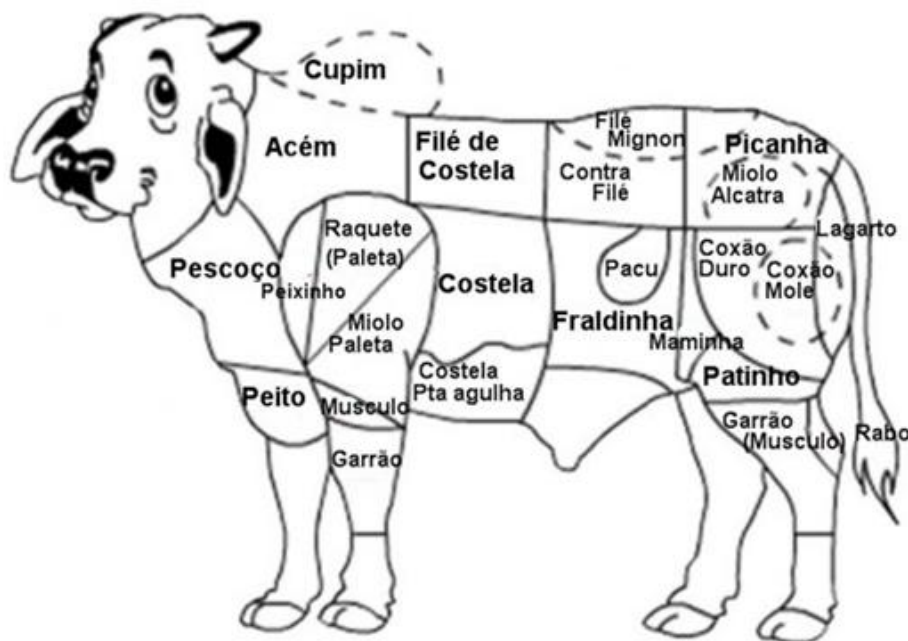 Cupim
Acém
Filé de
Costela
Filé
Mignon
Contra
Filé
Picanha
Miolo
Alcatra
Lagarto
Pescoço
Peixinho
Raquete
(Paleta)
Miolo
Paleta
Costela
Pacu
Fraldinha
Coxão
Duro
Coxão
Mole
Maminha
Patinho
Peito
Musculo
Costela
Pta agulha
Garrão
Garrão
(Musculo)
Rabo